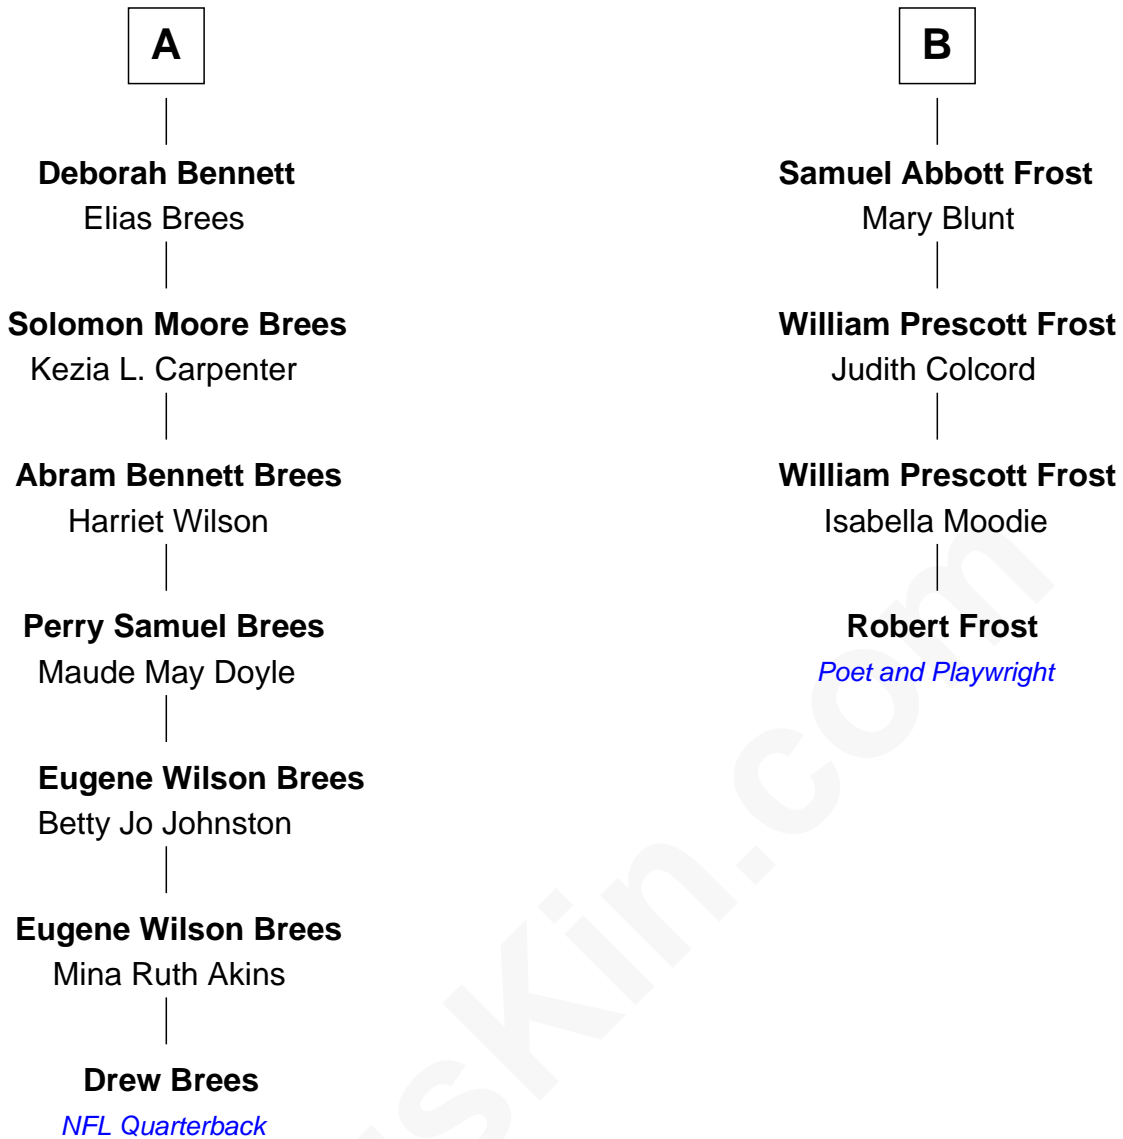 A
Deborah Bennett
Elias Brees
Solomon Moore Brees
Kezia L. Carpenter
Abram Bennett Brees
Harriet Wilson
Perry Samuel Brees
Maude May Doyle
Eugene Wilson Brees
Betty Jo Johnston
Eugene Wilson Brees
Mina Ruth Akins
Drew Brees
NFL Quarterback
B
Samuel Abbott Frost
Mary Blunt
William Prescott Frost
Judith Colcord
William Prescott Frost
Isabella Moodie
Robert Frost
Poet and Playwright
sKin.com